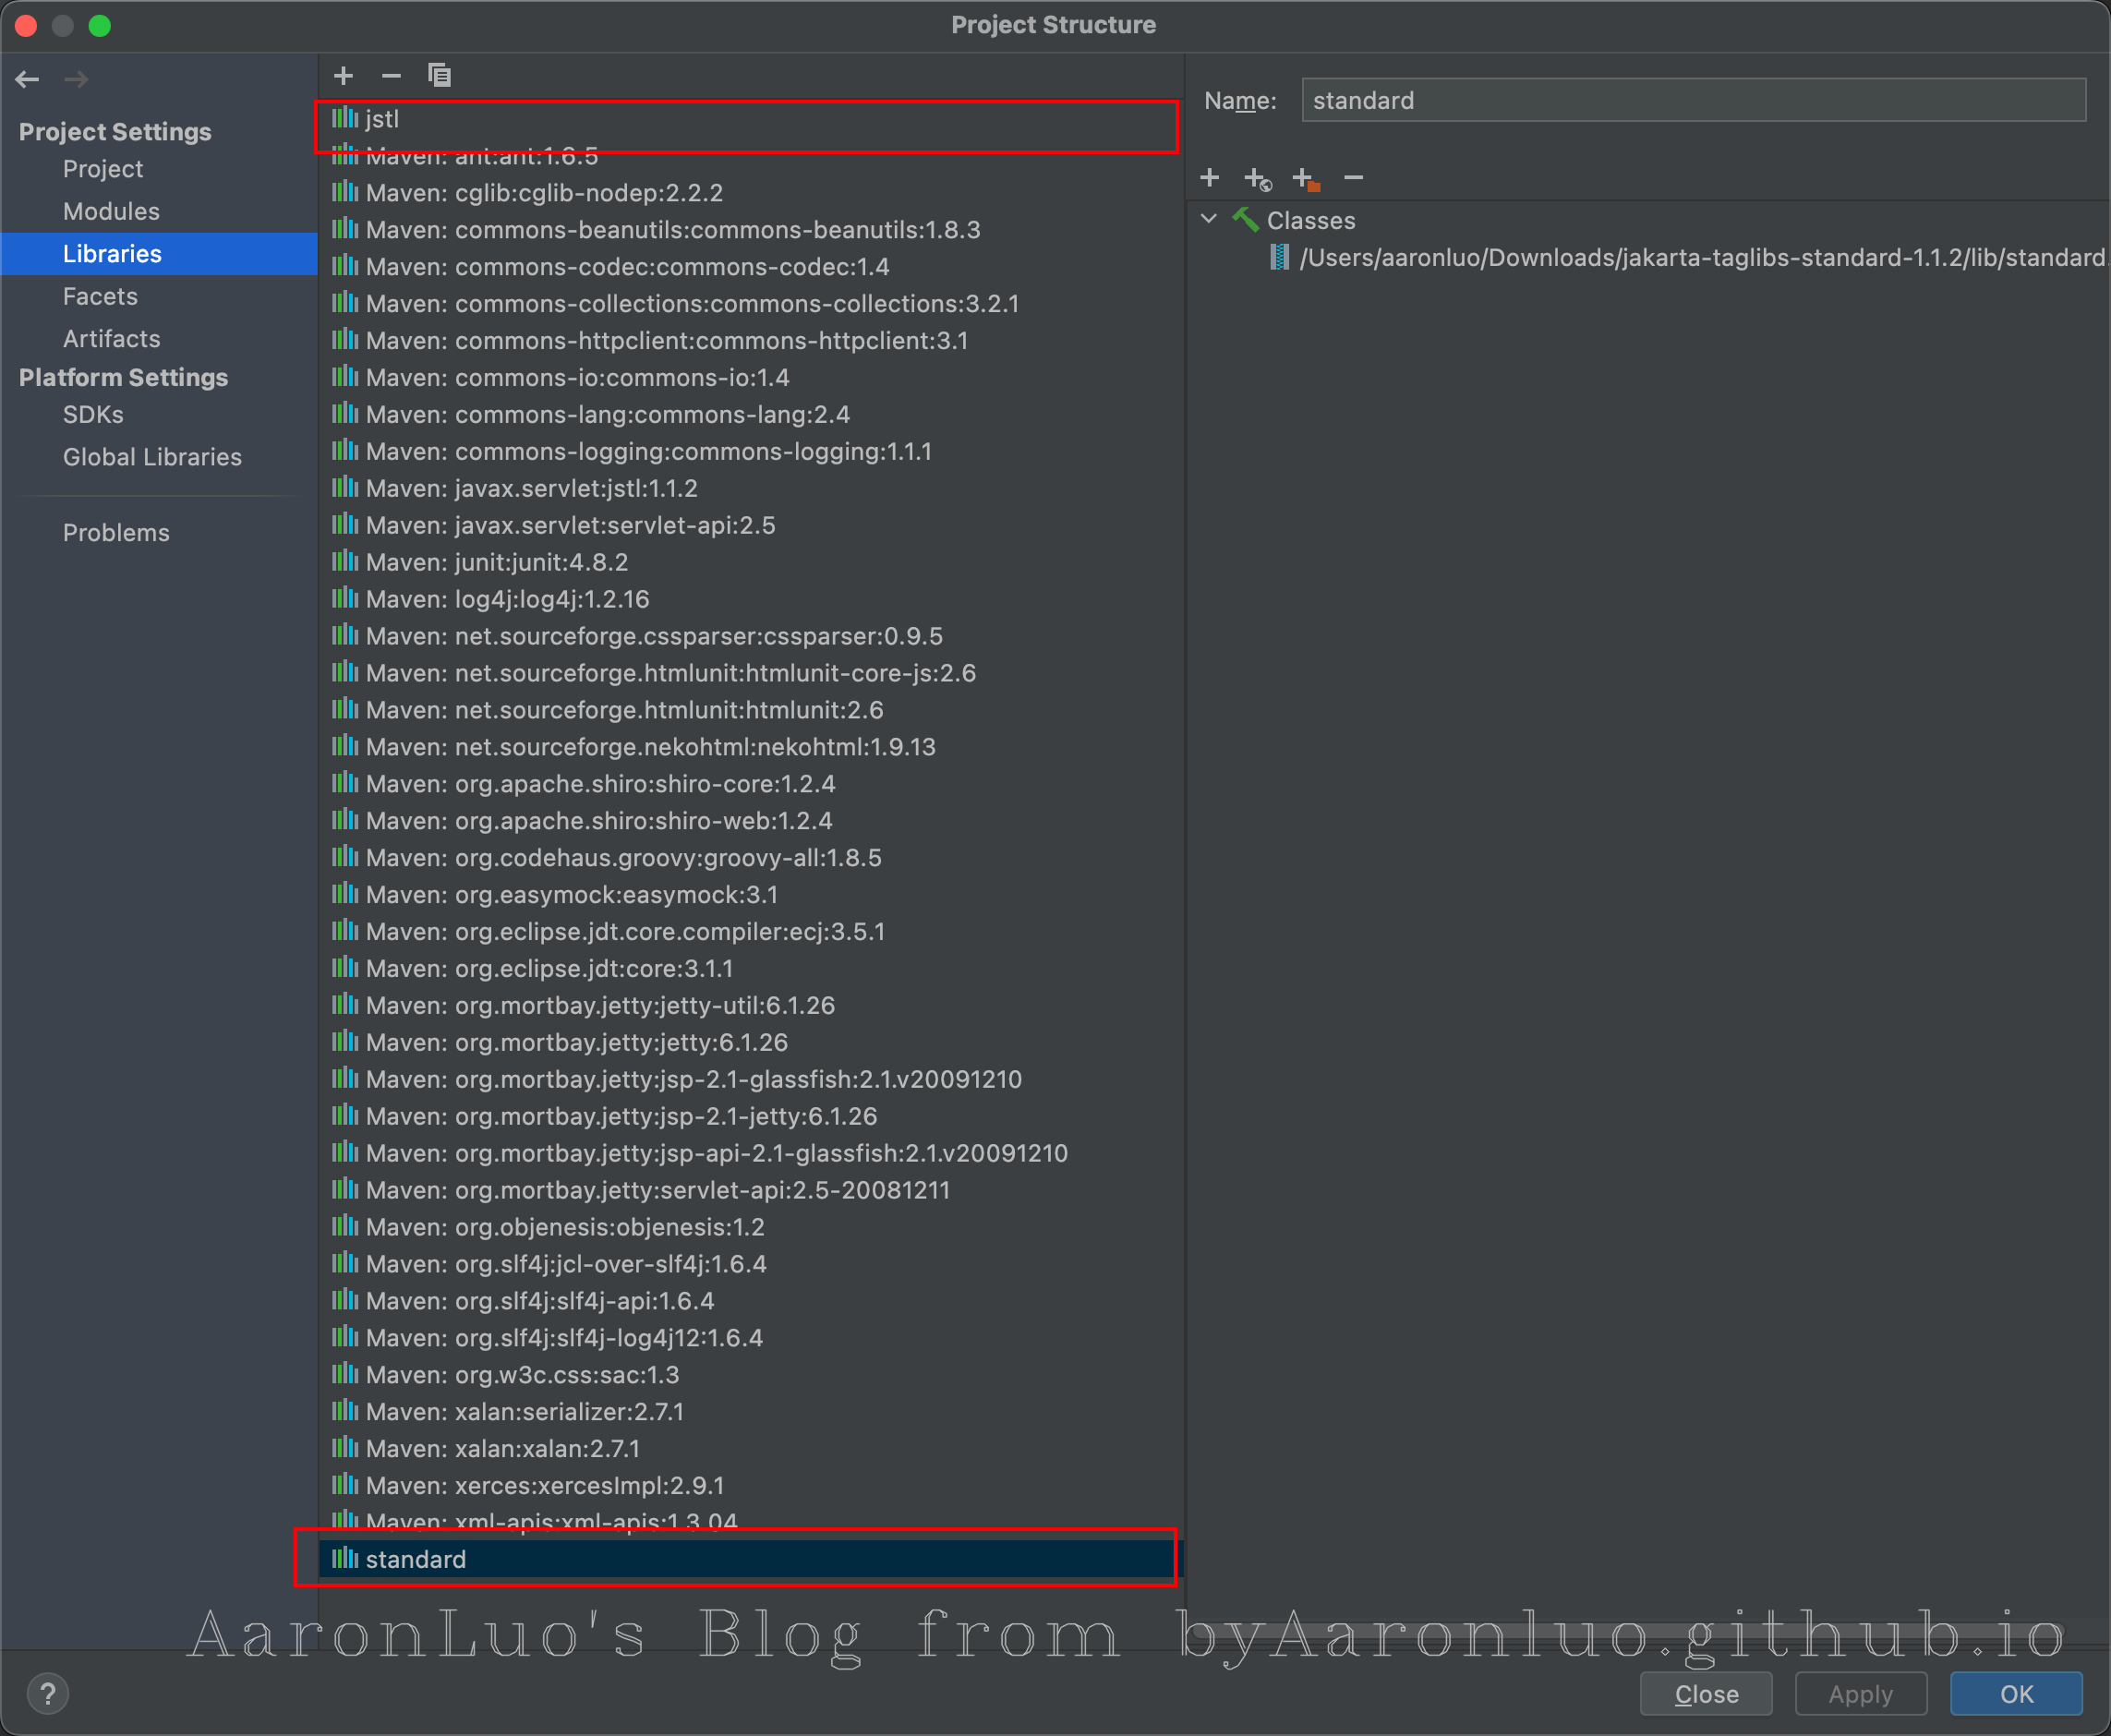 Project Structure
Project Settings
Project
Modules
Libraries
Facets
Artifacts
Platform Settings
SDKs
Global Libraries
Problems
jstl
Maven: ant:ant:1.6.5
Maven: cglib:cglib-nodep:2.2.2
Maven: commons-beanutils:commons-beanutils:1.8.3
Maven: commons-codec:commons-codec:1.4
Maven: commons-collections:commons-collections:3.2.1
Maven: commons-httpclient:commons-httpclient:3.1
Maven: commons-io:commons-io:1.4
Maven: commons-lang:commons-lang:2.4
Maven: commons-logging:commons-logging:1.1.1
Maven: javax.servlet:jstl:1.1.2
Maven: javax.servlet:servlet-api:2.5
Maven: junit:junit:4.8.2
Maven: log4j:log4j:1.2.16
Maven: net.sourceforge.cssparser:cssparser:0.9.5
Maven: net.sourceforge.htmlunit:htmlunit-core-js:2.6
Maven: net.sourceforge.htmlunit:htmlunit:2.6
Maven: net.sourceforge.nekohtml:nekohtml:1.9.13
Maven: org.apache.shiro:shiro-core:1.2.4
Maven: org.apache.shiro:shiro-web:1.2.4
Maven: org.codehaus.groovy:groovy-all:1.8.5
Maven: org.easymock:easymock:3.1
Maven: org.eclipse.jdt.core.compiler:ecj:3.5.1
Maven: org.eclipse.jdt:core:3.1.1
Maven: org.mortbay.jetty:jetty-util:6.1.26
Maven: org.mortbay.jetty:jetty:6.1.26
Maven: org.mortbay.jetty:jsp-2.1-glassfish:2.1.v20091210
Maven: org.mortbay.jetty:jsp-2.1-jetty:6.1.26
Maven: org.mortbay.jetty:jsp-api-2.1-glassfish:2.1.v20091210
Maven: org.mortbay.jetty:servlet-api:2.5-20081211
Maven: org.objenesis:objenesis:1.2
Maven: org.slf4j:jcl-over-slf4j:1.6.4
Maven: org.slf4j:slf4j-api:1.6.4
Maven: org.slf4j:slf4j-log4j12:1.6.4
Maven: org.w3c.css:sac:1.3
Maven: xalan:serializer:2.7.1
Maven: xalan:xalan:2.7.1
Maven: xerces:xercesImpl:2.9.1
Maven: xml-apis:xml-apis:1.3.04
standard
Name: standard
Classes
/Users/aaronluo/Downloads/jakarta-taglibs-standard-1.1.2/lib/standard.
AaronLuo's Blog from byAaronluo.github.io
?
Close
Apply
OK